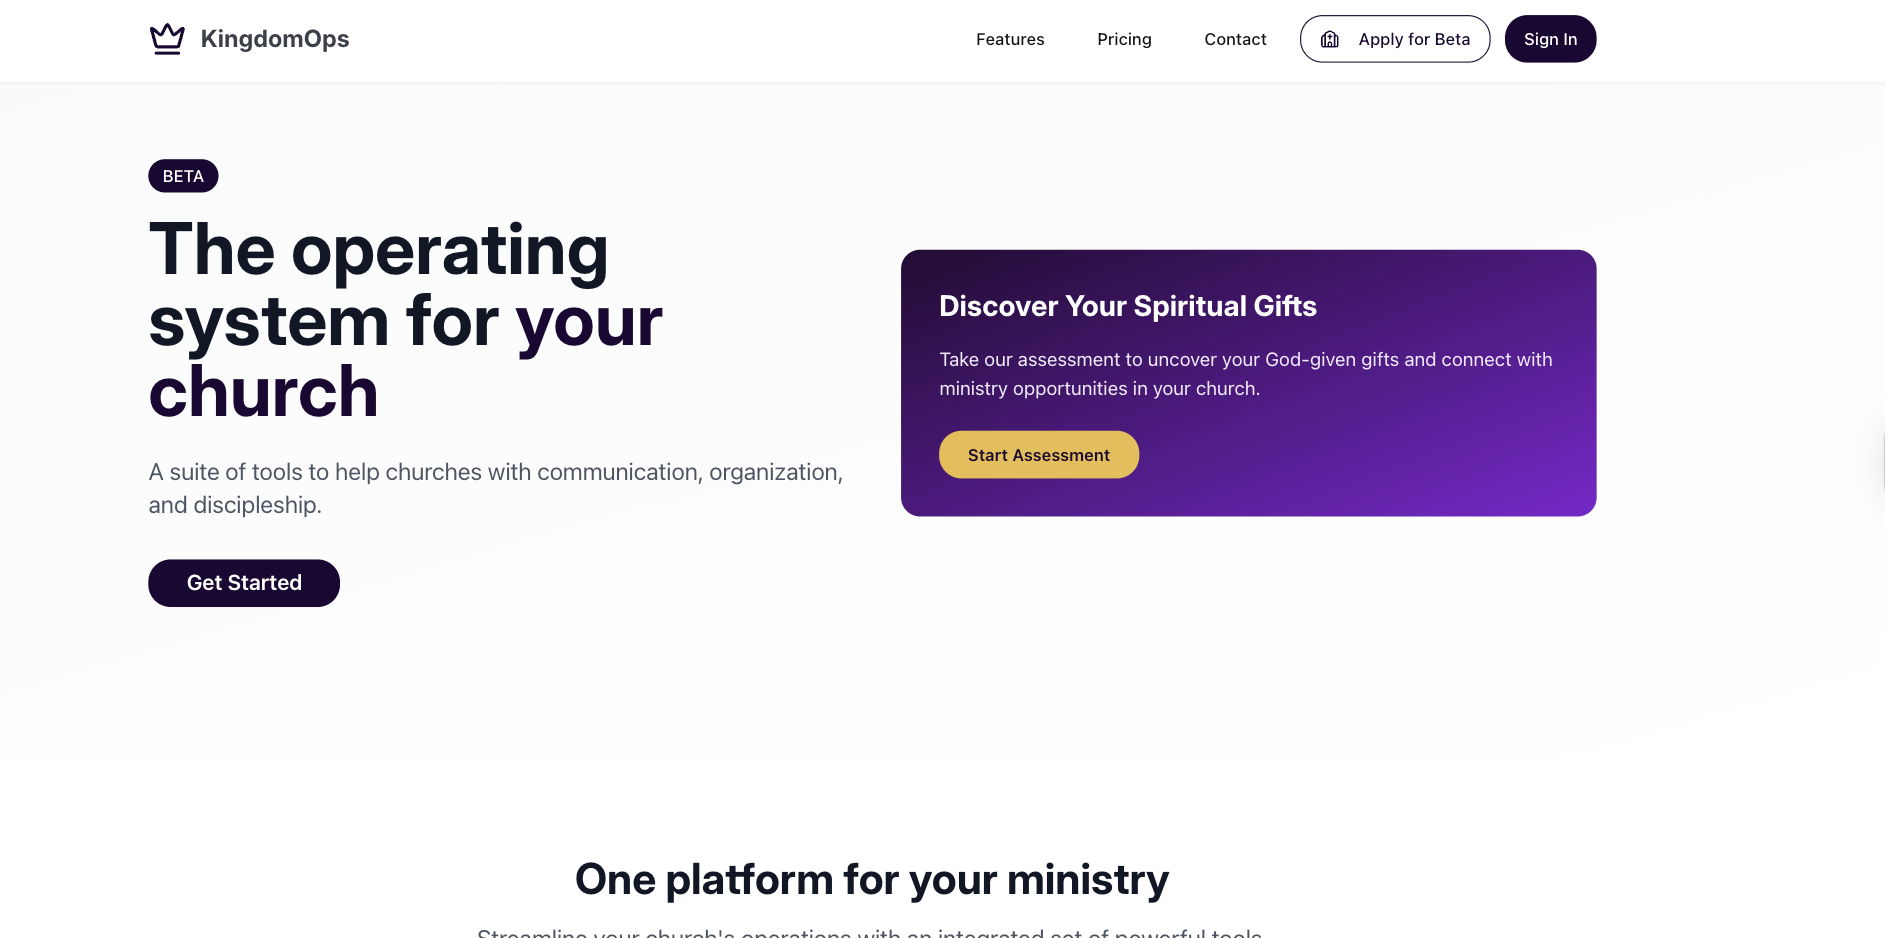 KingdomOps
Features
Pricing
Contact
Apply for Beta
Sign In
BETA
The operating
system for your
church
A suite of tools to help churches with communication, organization,
and discipleship.
Get Started
Discover Your Spiritual Gifts
Take our assessment to uncover your God-given gifts and connect with
ministry opportunities in your church.
Start Assessment
One platform for your ministry
Streamline your church's operations with an integrated set of powerful tools